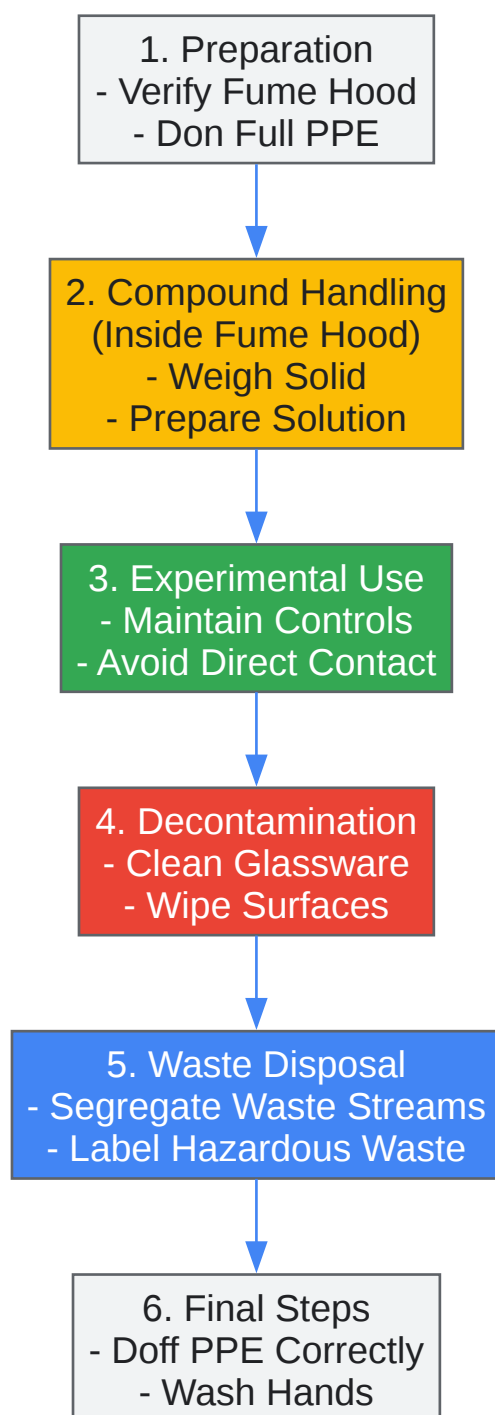 1. Preparation
- Verify Fume Hood
- Don Full PPE
2. Compound Handling
(Inside Fume Hood)
- Weigh Solid
- Prepare Solution
3. Experimental Use
- Maintain Controls
- Avoid Direct Contact
4. Decontamination
- Clean Glassware
- Wipe Surfaces
5. Waste Disposal
- Segregate Waste Streams
- Label Hazardous Waste
6. Final Steps
- Doff PPE Correctly
- Wash Hands